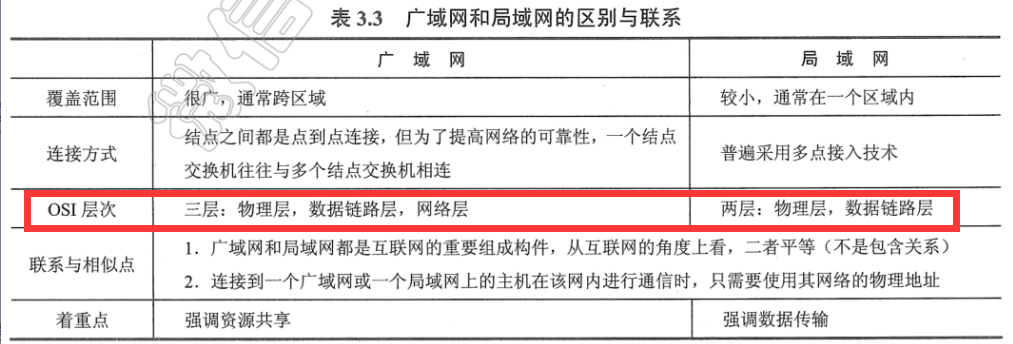 表 3.3 广域网和局域网的区别与联系
广 域 网 局 域 网
覆盖范围 很广，通常跨区域 较小，通常在一个区域内
结点之间都是点到点连接，但为了提高网络的可靠性，一个结点
连接方式 普遍采用多点接入技术
交换机往往与多个结点交换机相连
OSI 层次 三层：物理层，数据链路层，网络层 两层：物理层，数据链路层
1．广域网和局域网都是互联网的重要组成构件，从互联网的角度上看，二者平等（不是包含关系）
联系与相似点
2．连接到一个广域网或一个局域网上的主机在该网内进行通信时，只需要使用其网络的物理地址
着重点 强调资源共享 强调数据传输